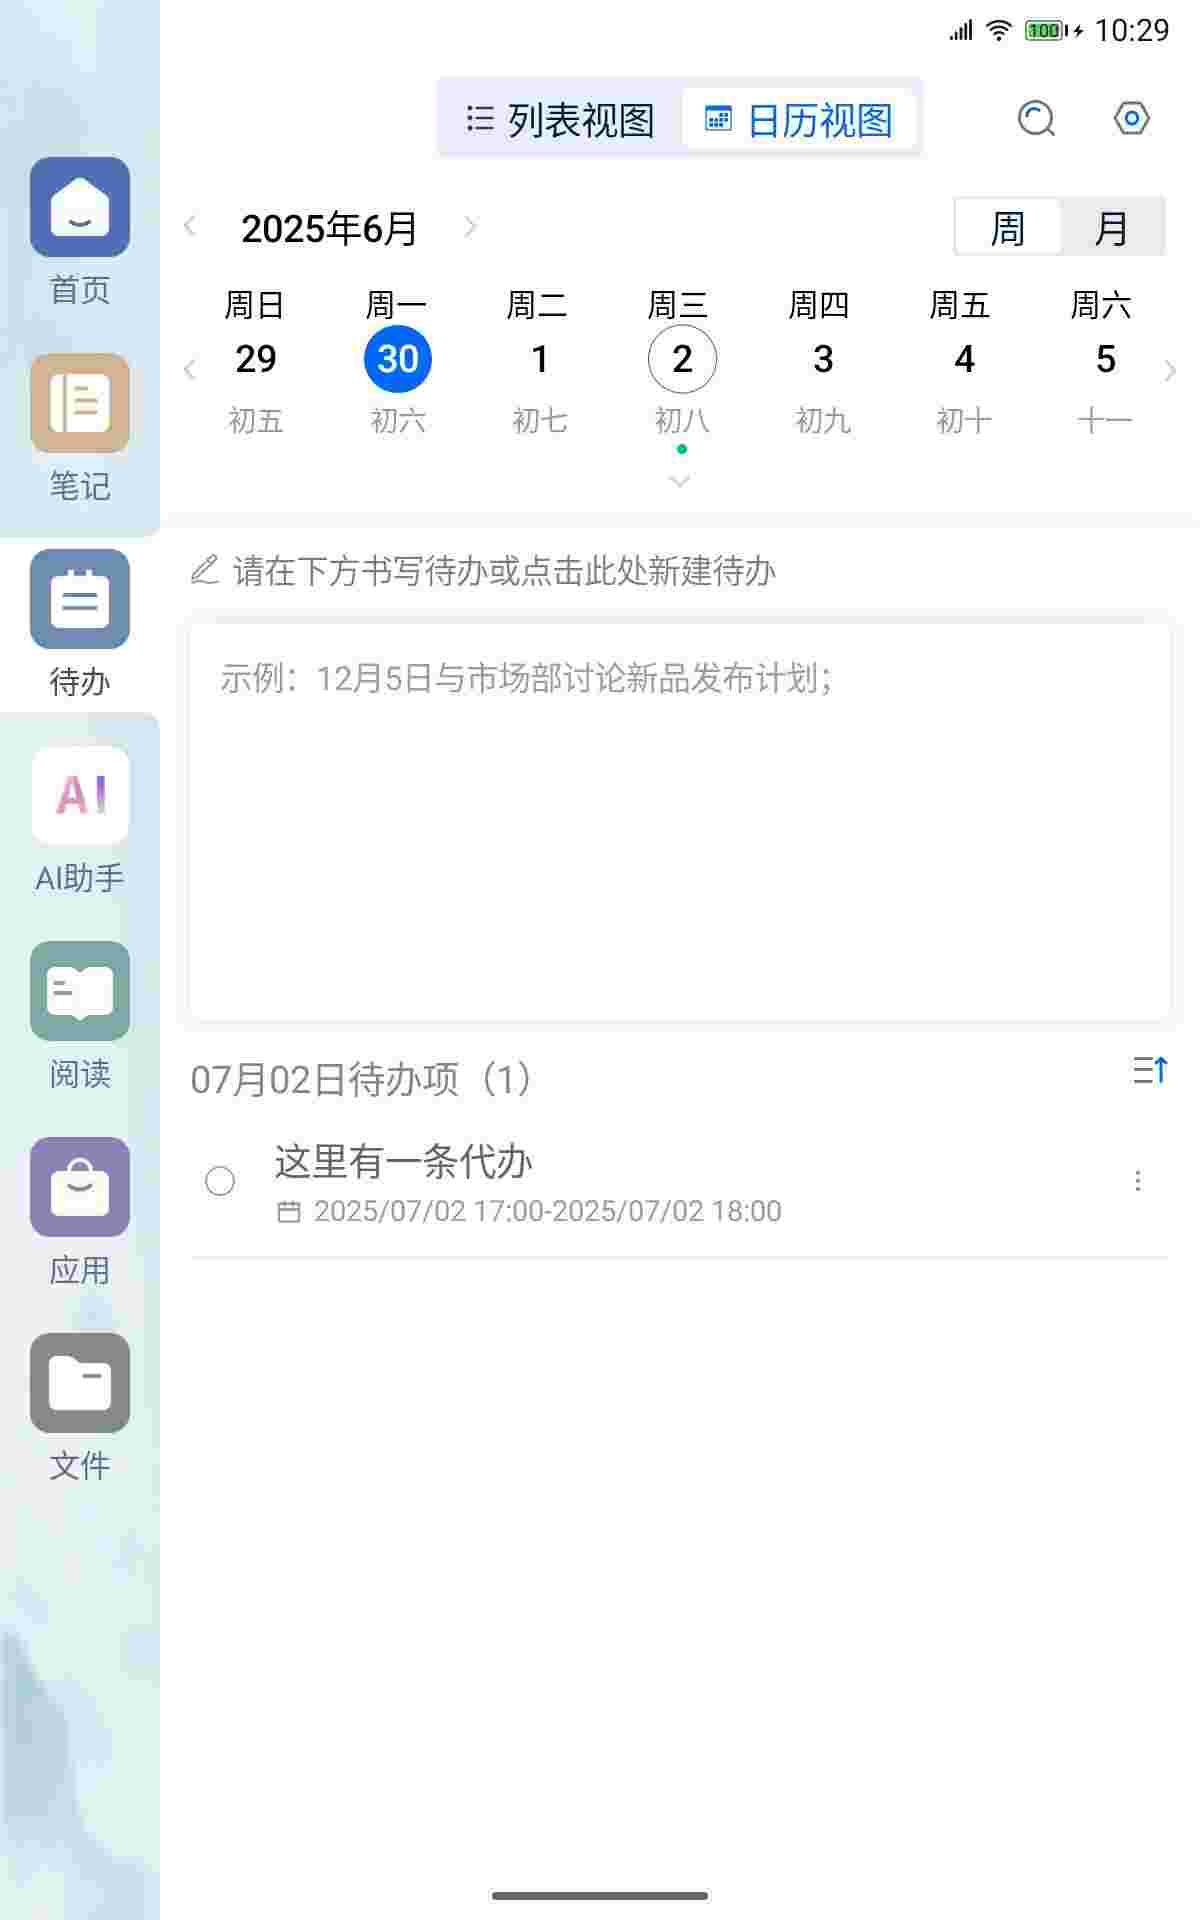 100 10:29
列表视图 日历视图
2025年6月
周 月
周日 周一 周二 周三 周四 周五 周六
29 30 1 2 3 4 5
初五 初六 初七 初八 初九 初十 十一
请在下方书写待办或点击此处新建待办
示例：12月5日与市场部讨论新品发布计划；
07月02日待办项（1）
这里有一条代办
2025/07/02 17:00-2025/07/02 18:00
首页
笔记
待办
AI
AI助手
阅读
应用
文件